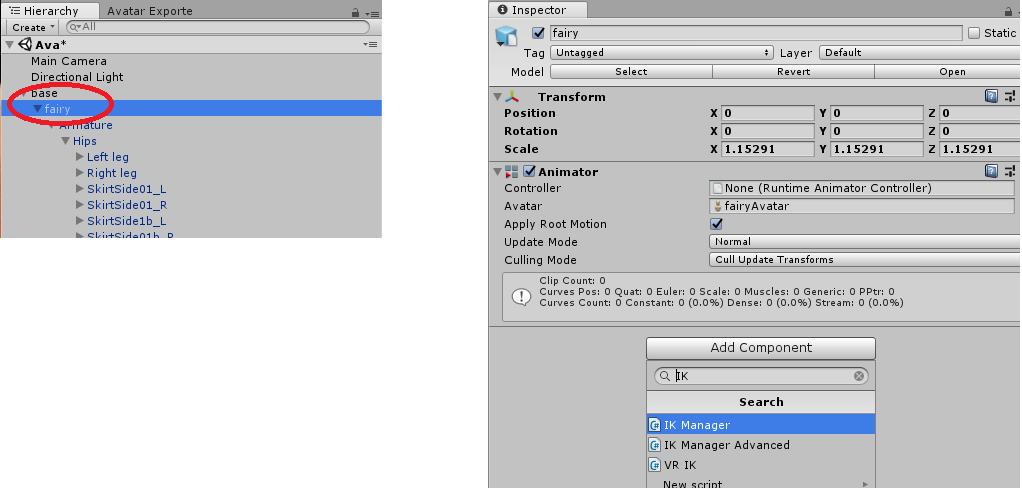 Hierarchy
Avatar Exporte
Create
All
Ava*
Main Camera
Directional Light
base
fairy
Armature
Hips
Left leg
Right leg
SkirtSide01_L
SkirtSide01_R
SkirtSide1b_L
SkirtSide01b_R
Inspector
fairy
Static
Tag Untagged Layer Default
Model Select Revert Open
Transform
Position X 0 Y 0 Z 0
Rotation X 0 Y 0 Z 0
Scale X 1.15291 Y 1.15291 Z 1.15291
Animator
Controller None (Runtime Animator Controller)
Avatar fairyAvatar
Apply Root Motion
Update Mode Normal
Culling Mode Cull Update Transforms
Clip Count: 0
Curves Pos: 0 Quat: 0 Euler: 0 Scale: 0 Muscles: 0 Generic: 0 PPtr: 0
Curves Count: 0 Constant: 0 (0.0%) Dense: 0 (0.0%) Stream: 0 (0.0%)
Add Component
IK
Search
IK Manager
IK Manager Advanced
VR IK
New script